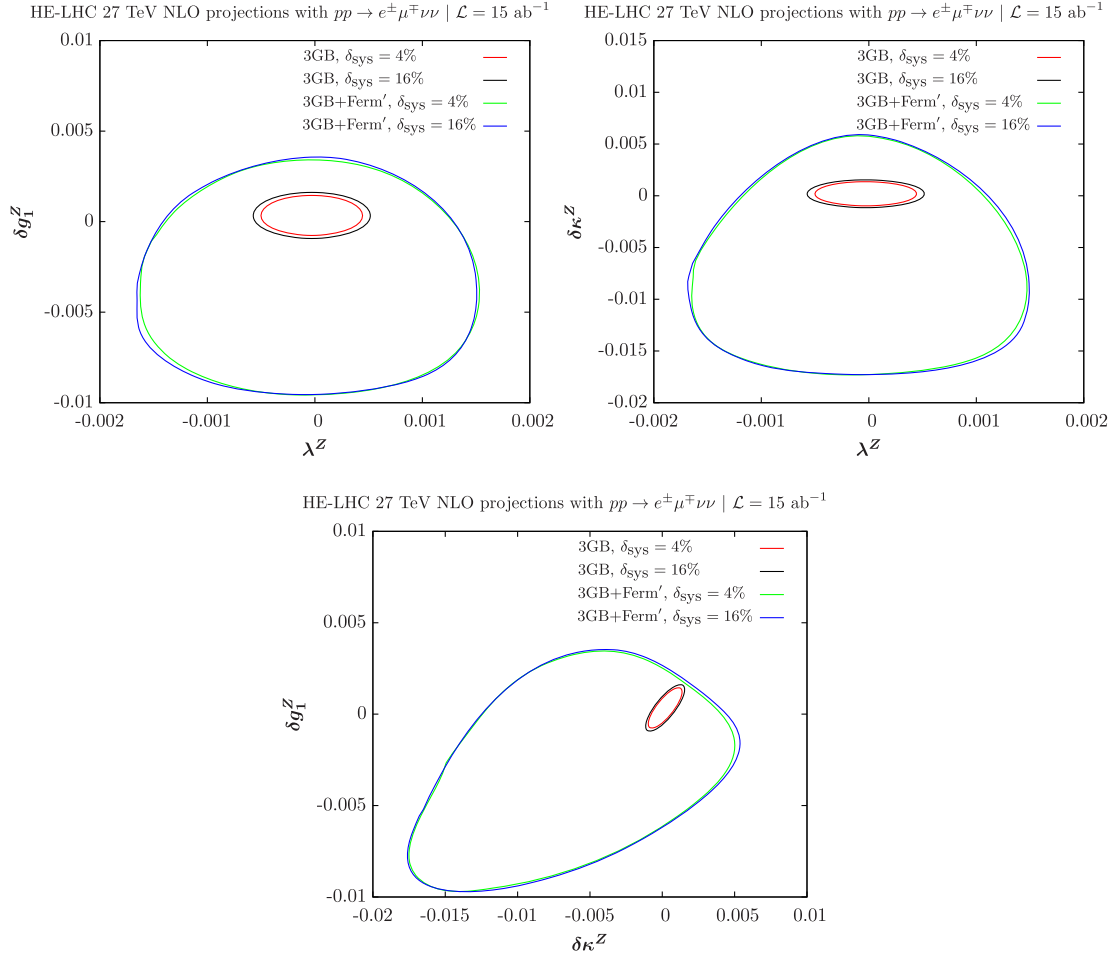 HE-LHC 27 TeV NLO projections with pp → e±μ∓νν | ℒ = 15 ab⁻¹
0.01
0.005
0
-0.005
-0.01
δg₁ᶻ
3GB, δsys = 4%
3GB, δsys = 16%
3GB+Ferm′, δsys = 4%
3GB+Ferm′, δsys = 16%
-0.002
-0.001
0
0.001
0.002
λᶻ
HE-LHC 27 TeV NLO projections with pp → e±μ∓νν | ℒ = 15 ab⁻¹
0.015
0.01
0.005
0
-0.005
-0.01
-0.015
-0.02
δκᶻ
3GB, δsys = 4%
3GB, δsys = 16%
3GB+Ferm′, δsys = 4%
3GB+Ferm′, δsys = 16%
-0.002
-0.001
0
0.001
0.002
λᶻ
HE-LHC 27 TeV NLO projections with pp → e±μ∓νν | ℒ = 15 ab⁻¹
0.01
0.005
0
-0.005
-0.01
δg₁ᶻ
3GB, δsys = 4%
3GB, δsys = 16%
3GB+Ferm′, δsys = 4%
3GB+Ferm′, δsys = 16%
-0.02
-0.015
-0.01
-0.005
0
0.005
0.01
δκᶻ